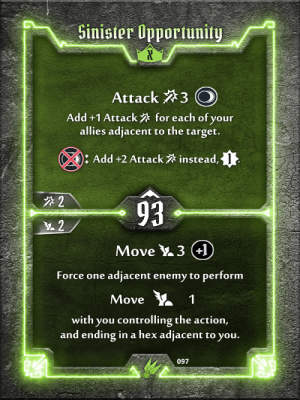 Sinister Opportunity
X
Attack 3
Add +1 Attack for each of your
allies adjacent to the target.
: Add +2 Attack instead, 1.
2
93
2
Move 3 +1
Force one adjacent enemy to perform
Move 1
with you controlling the action,
and ending in a hex adjacent to you.
097